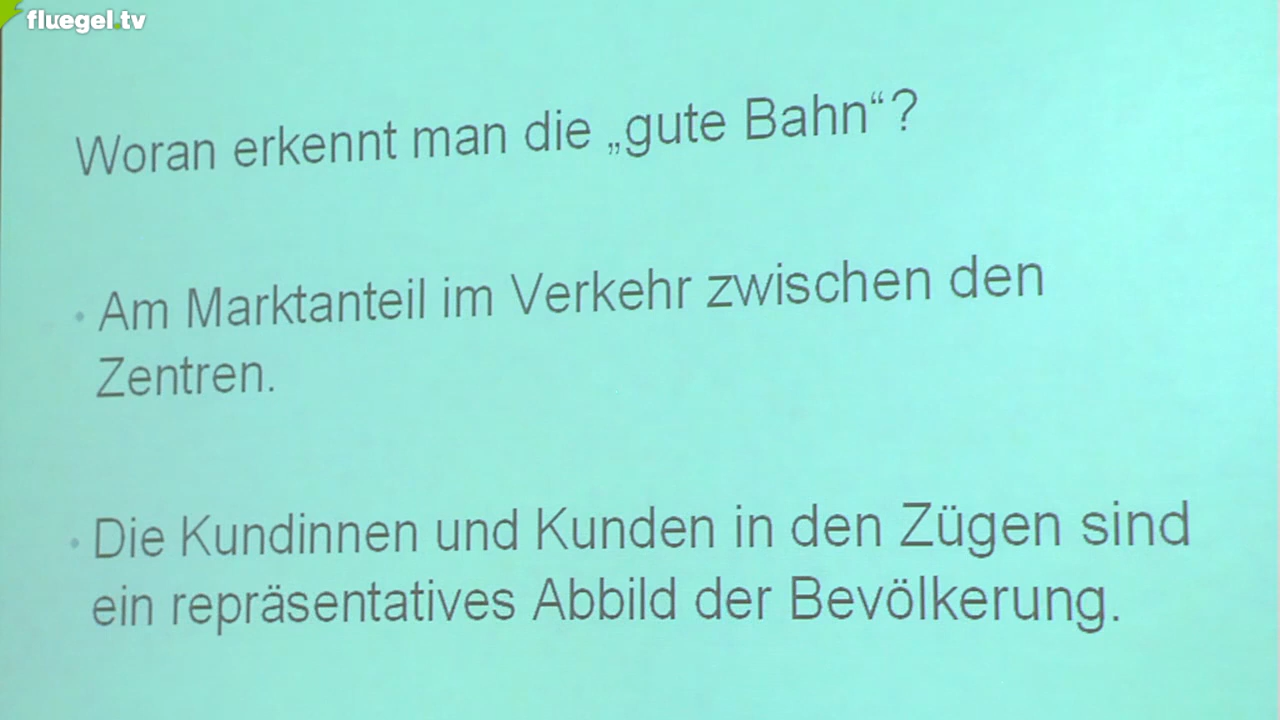 fluegel.tv
Woran erkennt man die „gute Bahn“?
• Am Marktanteil im Verkehr zwischen den
Zentren.
• Die Kundinnen und Kunden in den Zügen sind
ein repräsentatives Abbild der Bevölkerung.